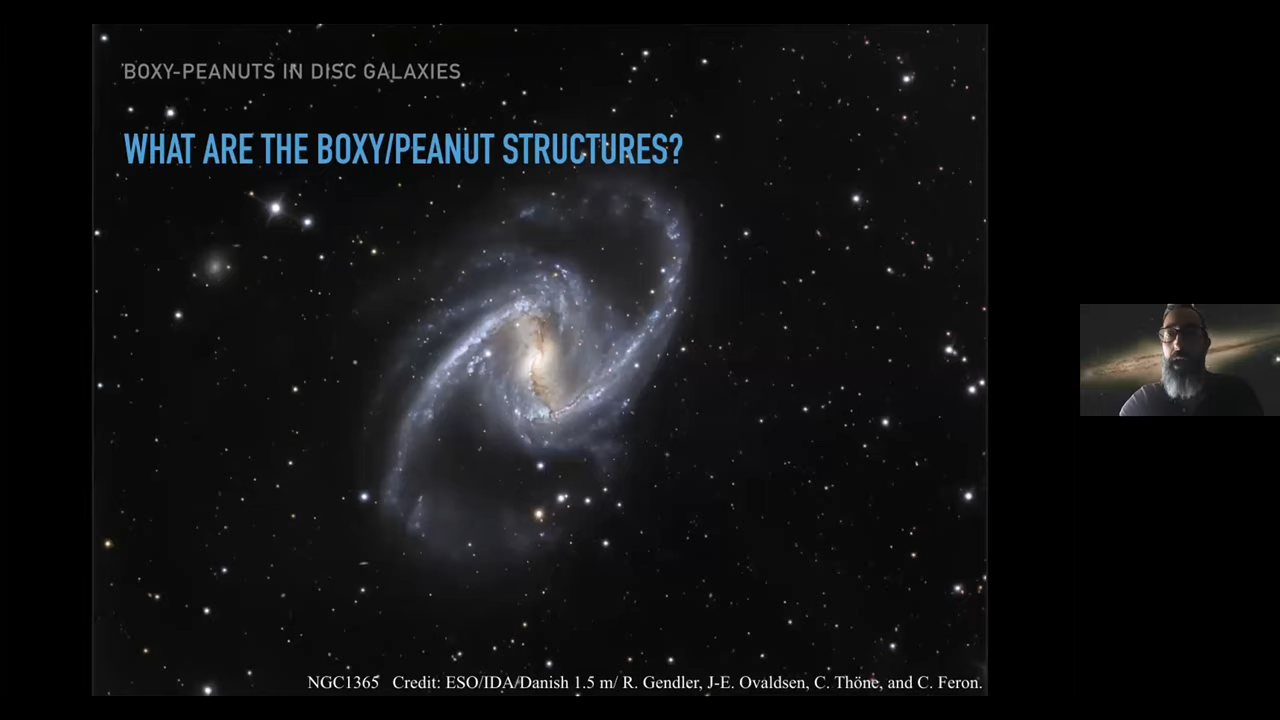 BOXY-PEANUTS IN DISC GALAXIES
WHAT ARE THE BOXY/PEANUT STRUCTURES?
NGC1365 Credit: ESO/IDA/Danish 1.5 m/ R. Gendler, J-E. Ovaldsen, C. Thöne, and C. Feron.